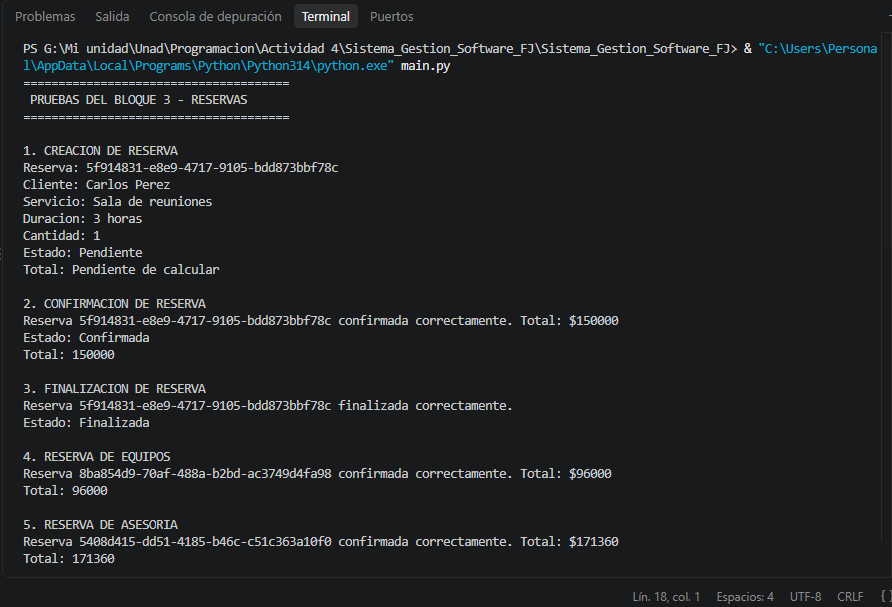 Problemas Salida Consola de depuración Terminal Puertos
PS G:\Mi unidad\Unad\Programacion\Actividad 4\Sistema_Gestion_Software_FJ\Sistema_Gestion_Software_FJ> & "C:\Users\Persona
l\AppData\Local\Programs\Python\Python314\python.exe" main.py
======================================
PRUEBAS DEL BLOQUE 3 - RESERVAS
======================================
1. CREACION DE RESERVA
Reserva: 5f914831-e8e9-4717-9105-bdd873bbf78c
Cliente: Carlos Perez
Servicio: Sala de reuniones
Duracion: 3 horas
Cantidad: 1
Estado: Pendiente
Total: Pendiente de calcular
2. CONFIRMACION DE RESERVA
Reserva 5f914831-e8e9-4717-9105-bdd873bbf78c confirmada correctamente. Total: $150000
Estado: Confirmada
Total: 150000
3. FINALIZACION DE RESERVA
Reserva 5f914831-e8e9-4717-9105-bdd873bbf78c finalizada correctamente.
Estado: Finalizada
4. RESERVA DE EQUIPOS
Reserva 8ba854d9-70af-488a-b2bd-ac3749d4fa98 confirmada correctamente. Total: $96000
Total: 96000
5. RESERVA DE ASESORIA
Reserva 5408d415-dd51-4185-b46c-c51c363a10f0 confirmada correctamente. Total: $171360
Total: 171360
Lín. 18, col. 1 Espacios: 4 UTF-8 CRLF {